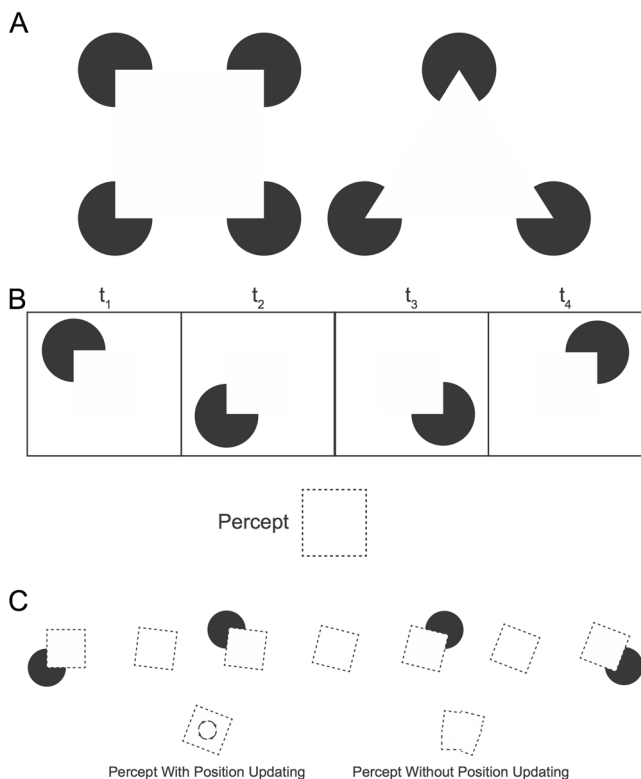 A
B
t1 t2 t3 t4
Percept
C
Percept With Position Updating Percept Without Position Updating